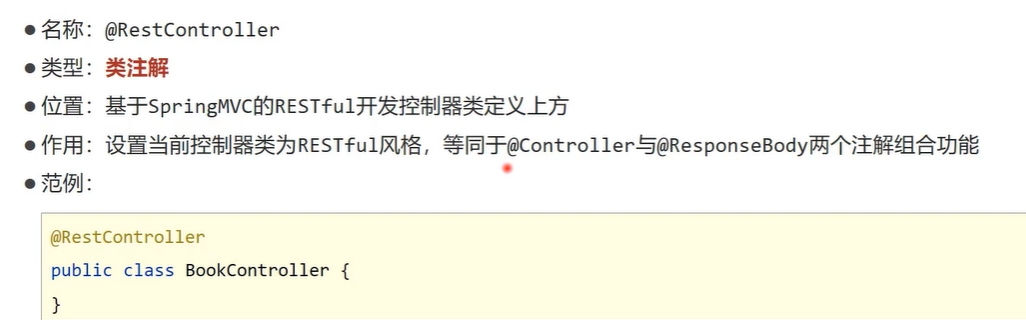 ● 名称：@RestController
● 类型：类注解
● 位置：基于SpringMVC的RESTful开发控制器类定义上方
● 作用：设置当前控制器类为RESTful风格，等同于@Controller与@ResponseBody两个注解组合功能
● 范例：
@RestController
public class BookController {
}